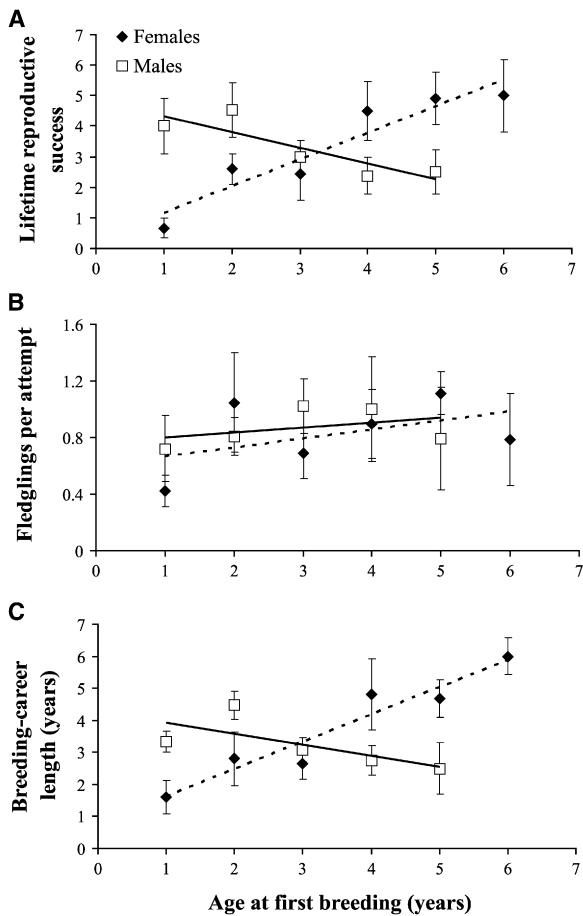 A
Lifetime reproductive
success
Females
Males
7
6
5
4
3
2
1
0
0 1 2 3 4 5 6 7
B
Fledglings per attempt
1.6
1.2
0.8
0.4
0
0 1 2 3 4 5 6 7
C
Breeding-career
length (years)
7
6
5
4
3
2
1
0
0 1 2 3 4 5 6 7
Age at first breeding (years)